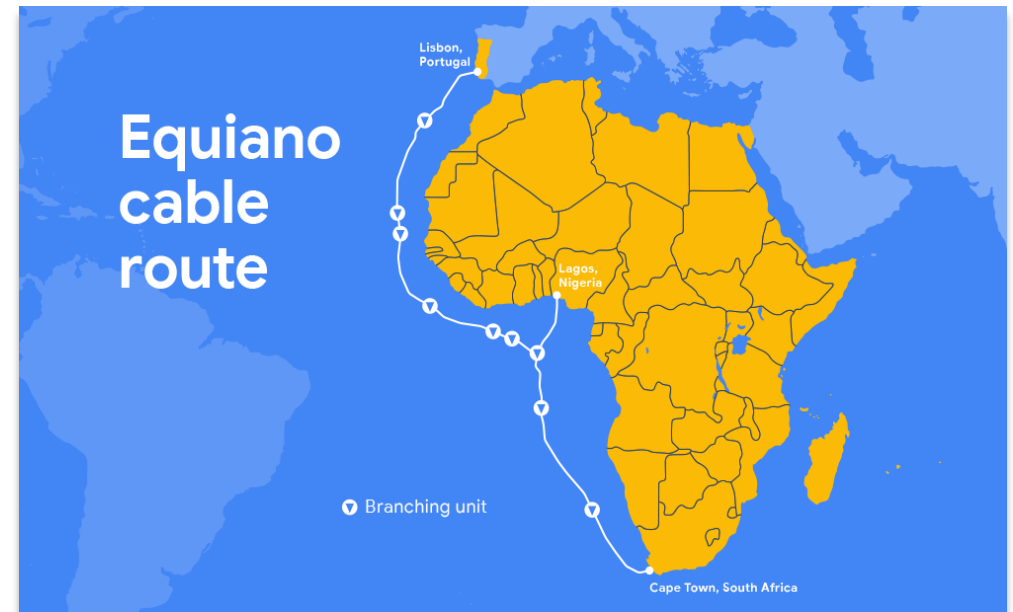 Lisbon,
Portugal
Equiano
cable
route
Lagos,
Nigeria
Branching unit
Cape Town, South Africa